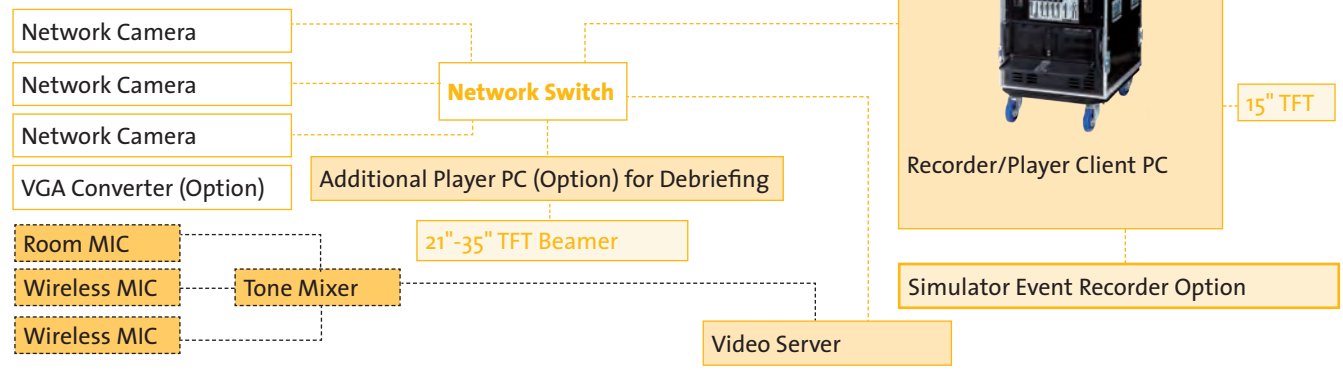 Network Camera
Network Camera
Network Switch
15" TFT
Network Camera
Recorder/Player Client PC
VGA Converter (Option)
Additional Player PC (Option) for Debriefing
Room MIC
21"-35" TFT Beamer
Wireless MIC
Tone Mixer
Simulator Event Recorder Option
Wireless MIC
Video Server